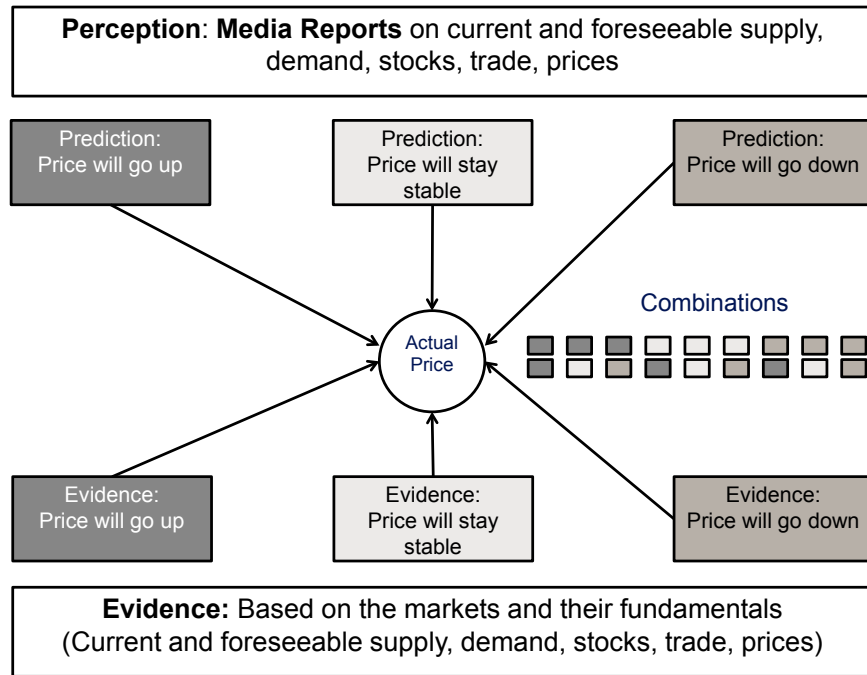 Perception: Media Reports on current and foreseeable supply,
demand, stocks, trade, prices
Prediction:
Price will go up
Prediction:
Price will stay
stable
Prediction:
Price will go down
Combinations
Actual
Price
Evidence:
Price will go up
Evidence:
Price will stay
stable
Evidence:
Price will go down
Evidence: Based on the markets and their fundamentals
(Current and foreseeable supply, demand, stocks, trade, prices)